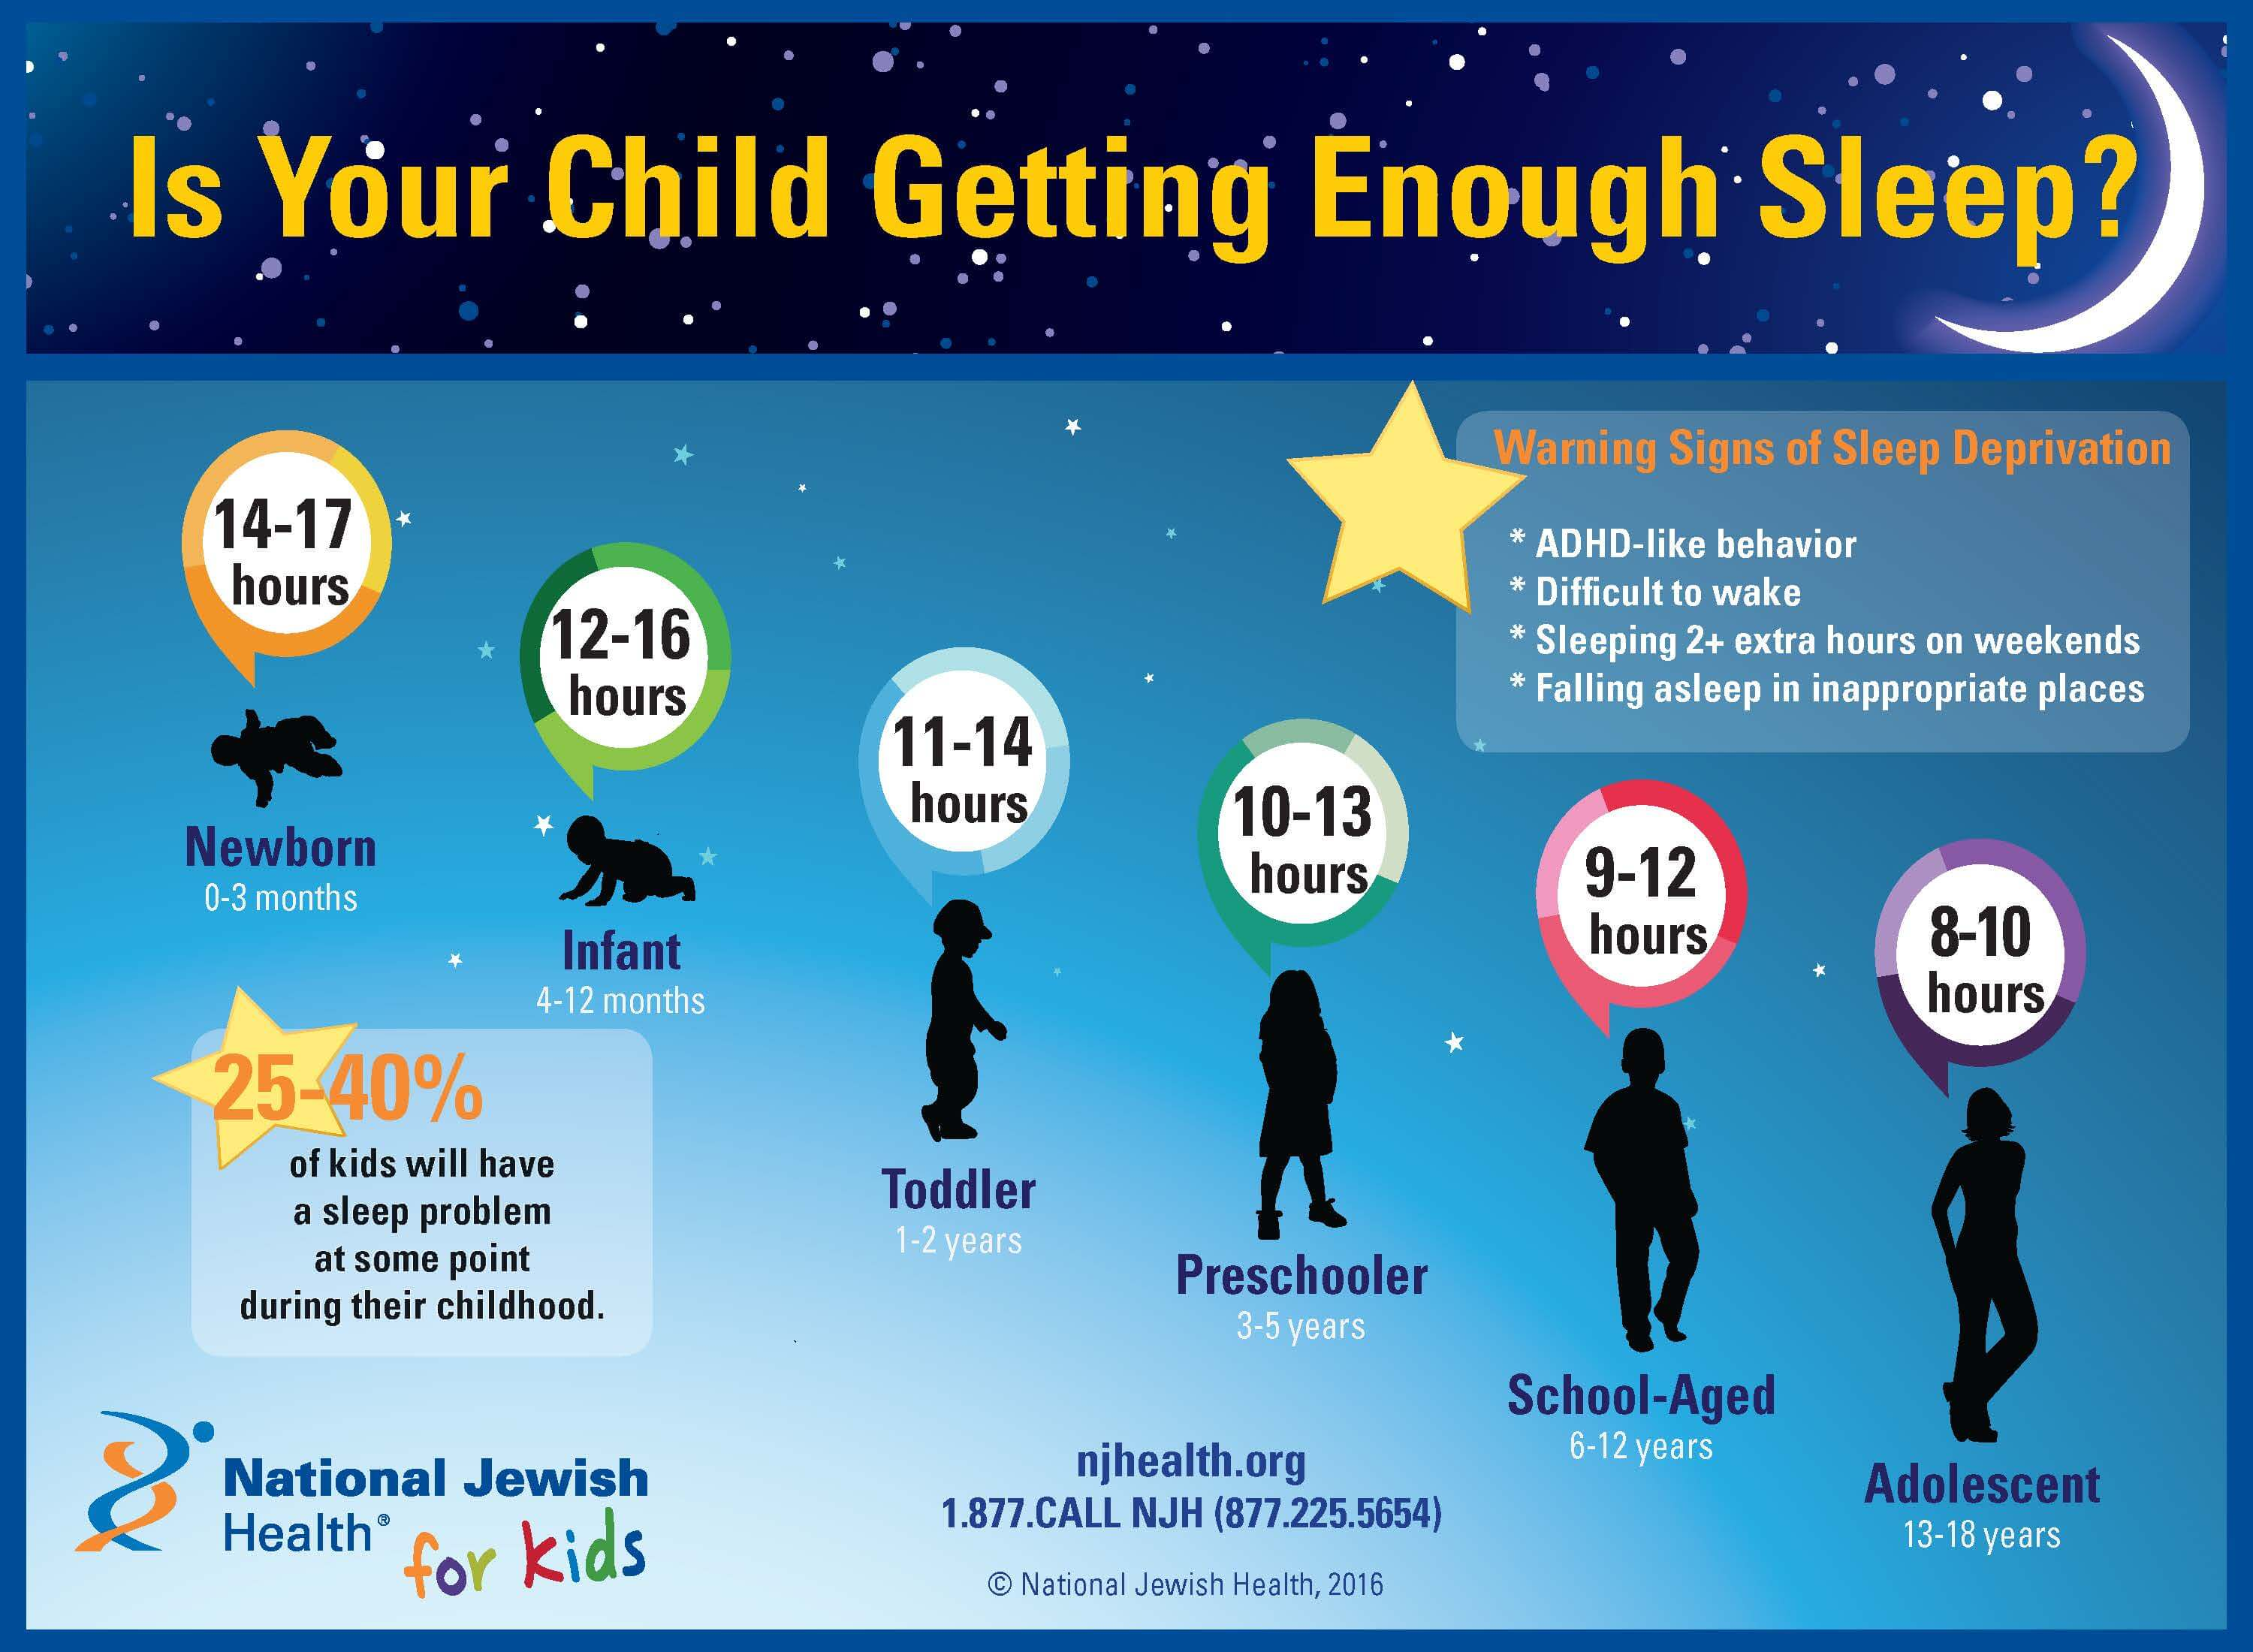 Is Your Child Getting Enough Sleep?
Warning Signs of Sleep Deprivation
* ADHD-like behavior
* Difficult to wake
* Sleeping 2+ extra hours on weekends
* Falling asleep in inappropriate places
14-17
hours
Newborn
0-3 months
12-16
hours
Infant
4-12 months
11-14
hours
Toddler
1-2 years
10-13
hours
Preschooler
3-5 years
9-12
hours
School-Aged
6-12 years
8-10
hours
Adolescent
13-18 years
25-40%
of kids will have
a sleep problem
at some point
during their childhood.
National Jewish
Health®
for kids
njhealth.org
1.877.CALL NJH (877.225.5654)
© National Jewish Health, 2016